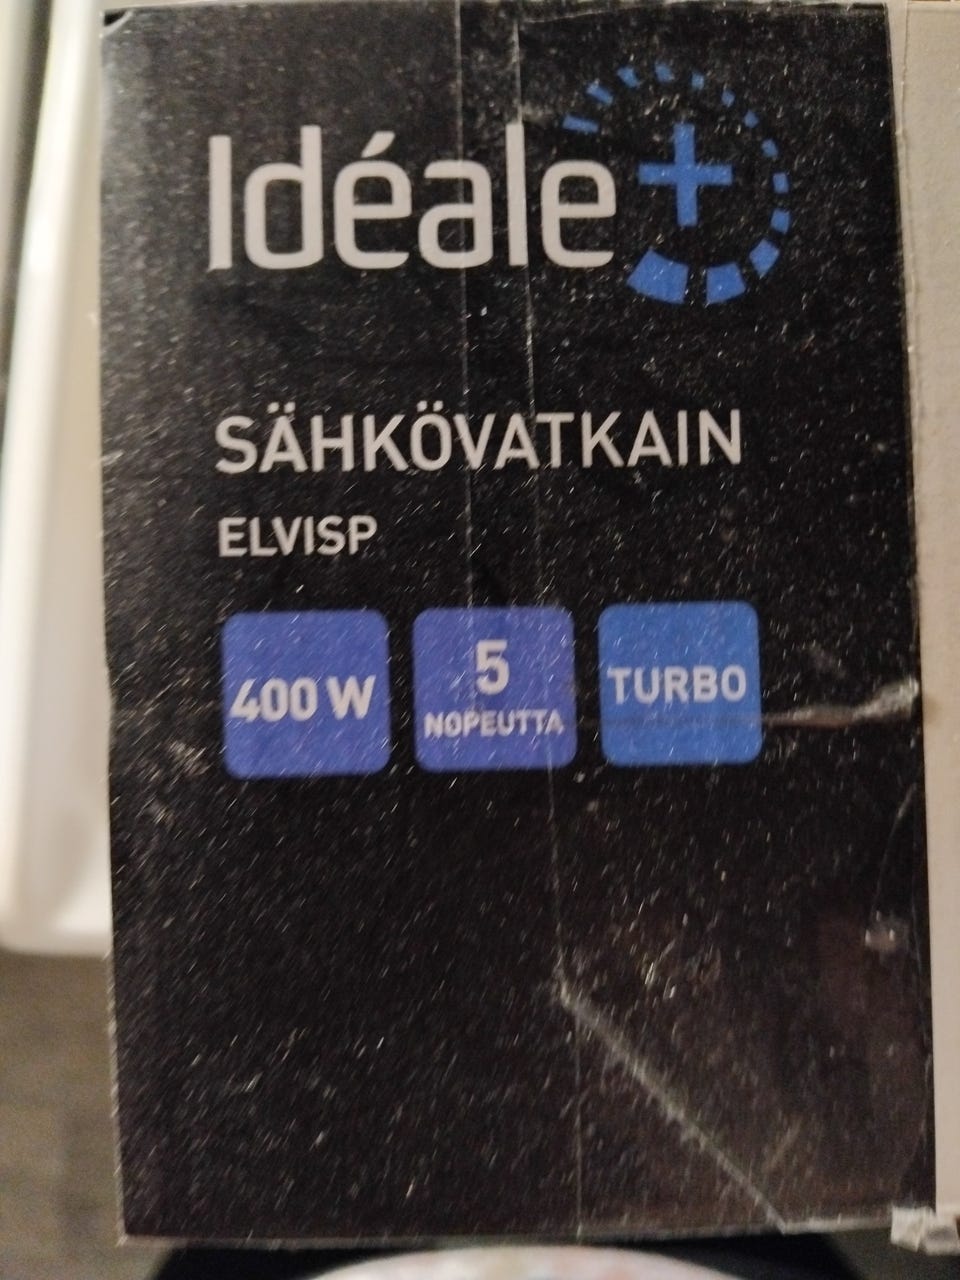 Idéale+
SÄHKÖVATKAIN
ELVISP
400 W
5
NOPEUTTA
TURBO